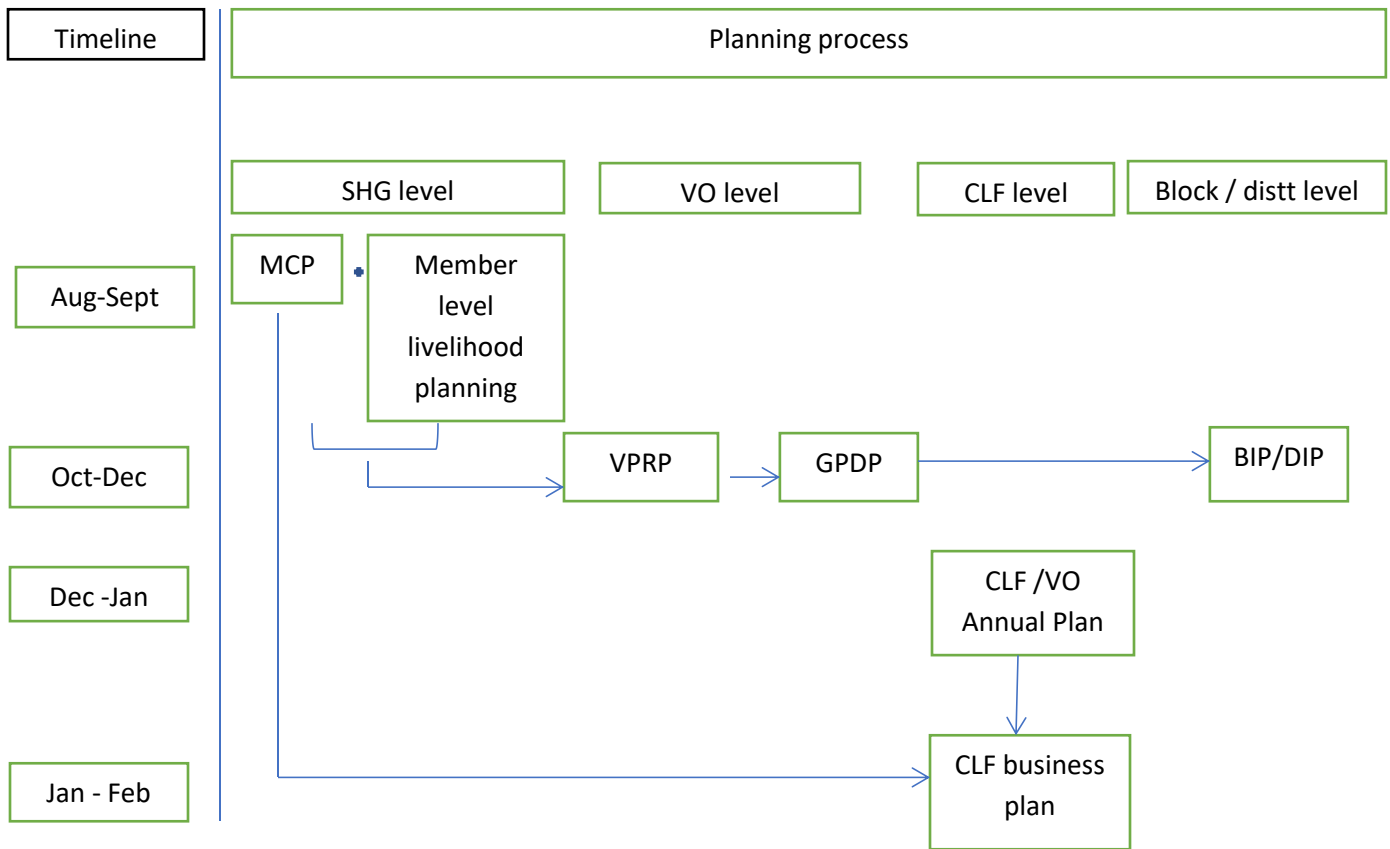 Timeline
Planning process
SHG level
VO level
CLF level
Block / distt level
Aug-Sept
MCP
Member
level
livelihood
planning
Oct-Dec
VPRP
GPDP
BIP/DIP
Dec -Jan
CLF /VO
Annual Plan
Jan - Feb
CLF business
plan